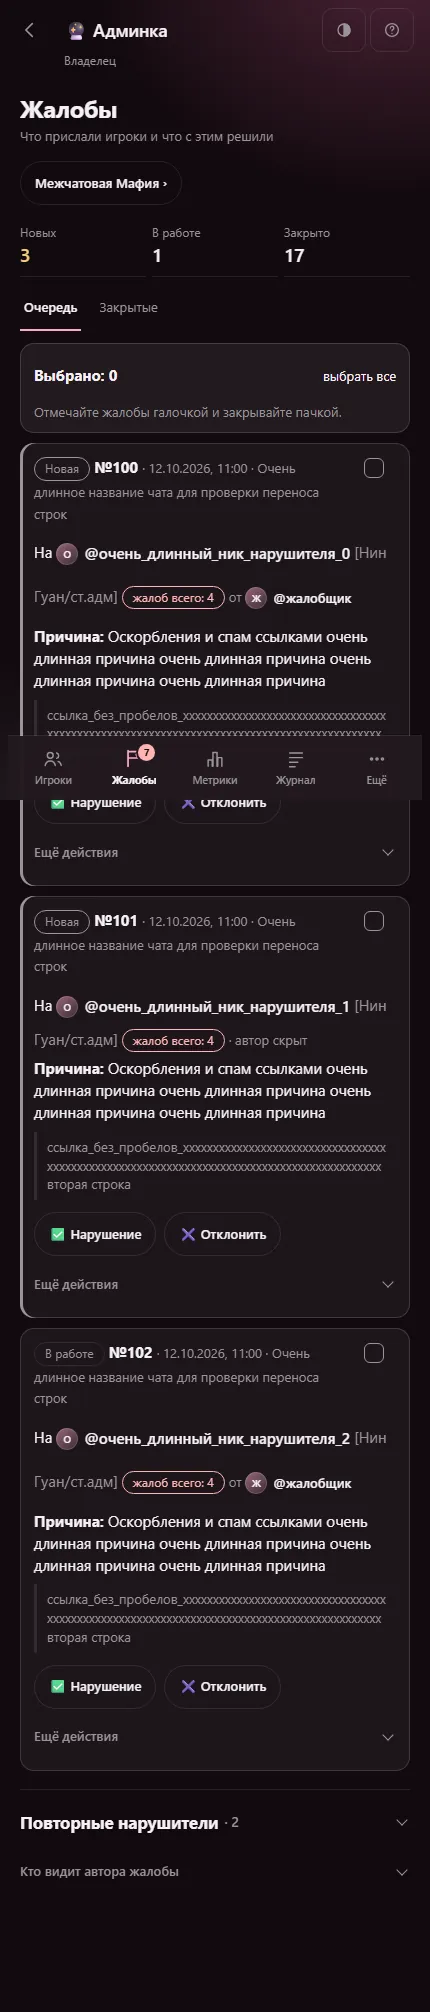 Админка
Владелец
Жалобы
Что прислали игроки и что с этим решили
Межчатовая Мафия ›
Новых
В работе
Закрыто
3
1
17
Очередь
Закрытые
Выбрано: 0
выбрать все
Отмечайте жалобы галочкой и закрывайте пачкой.
Новая №100 · 12.10.2026, 11:00 · Очень
длинное название чата для проверки переноса
строк
На О @очень_длинный_ник_нарушителя_0 [Нин
Гуан/ст.адм] жалоб всего: 4 от Ж @жалобщик
Причина: Оскорбления и спам ссылками очень
длинная причина очень длинная причина очень
длинная причина очень длинная причина
7
Игроки
Жалобы
Метрики
Журнал
Ещё
Нарушение
Отклонить
Ещё действия
Новая №101 · 12.10.2026, 11:00 · Очень
длинное название чата для проверки переноса
строк
На О @очень_длинный_ник_нарушителя_1 [Нин
Гуан/ст.адм] жалоб всего: 4 · автор скрыт
Причина: Оскорбления и спам ссылками очень
длинная причина очень длинная причина очень
длинная причина очень длинная причина
вторая строка
Нарушение
Отклонить
Ещё действия
В работе №102 · 12.10.2026, 11:00 · Очень
длинное название чата для проверки переноса
строк
На О @очень_длинный_ник_нарушителя_2 [Нин
Гуан/ст.адм] жалоб всего: 4 от Ж @жалобщик
Причина: Оскорбления и спам ссылками очень
длинная причина очень длинная причина очень
длинная причина очень длинная причина
вторая строка
Нарушение
Отклонить
Ещё действия
Повторные нарушители · 2
Кто видит автора жалобы